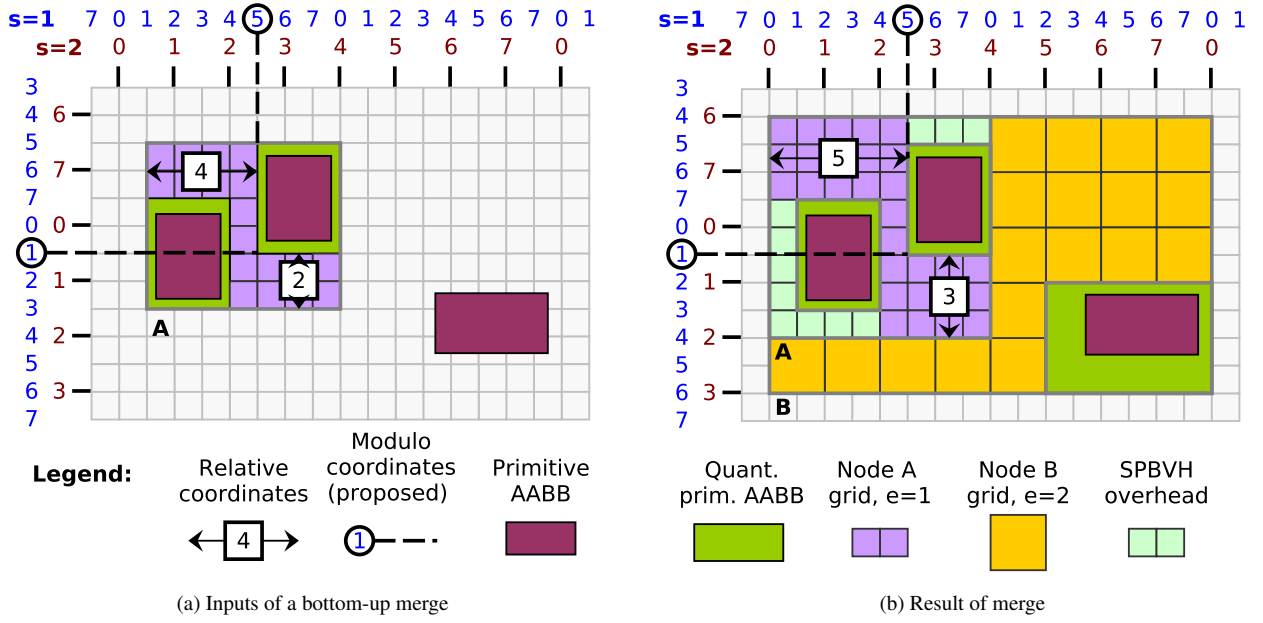 s=1 7 0 1 2 3 4 5 6 7 0 1 2 3 4 5 6 7 0 1
s=2 0 1 2 3 4 5 6 7 0
3
4 6
5
6 7
7
0 0
1
2 1
3
4 2
5
6 3
7
4
2
A
s=1 7 0 1 2 3 4 5 6 7 0 1 2 3 4 5 6 7 0 1
s=2 0 1 2 3 4 5 6 7 0
3
4 6
5
6 7
7
0 0
1
2 1
3
4 2
5
6 3
7
5
3
A
B
Legend:
Relative
coordinates
4
Modulo
coordinates
(proposed)
1
Primitive
AABB
Quant.
prim. AABB
Node A
grid, e=1
Node B
grid, e=2
SPBVH
overhead
(a) Inputs of a bottom-up merge
(b) Result of merge